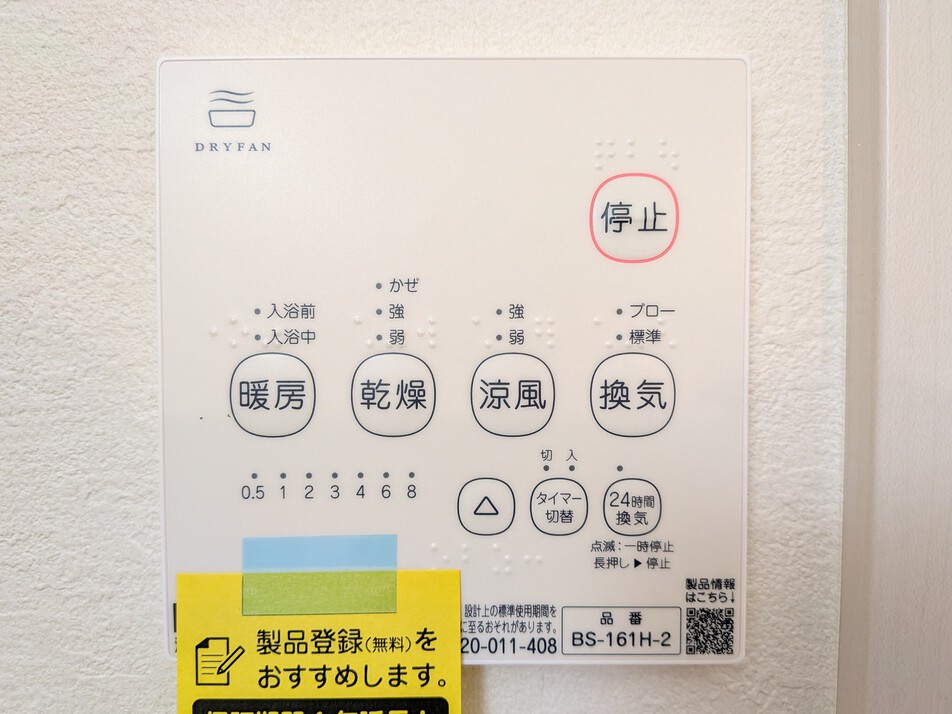 DRYFAN
停止
かぜ
入浴前 強 強 ブロー
入浴中 弱 弱 標準
暖房 乾燥 涼風 換気
切 入
0.5 1 2 3 4 6 8
タイマー
切替
24時間
換気
点滅:一時停止
長押し▶停止
製品情報
はこちら↓
設計上の標準使用期間を
に至るおそれがあります。
20-011-408
品 番
BS-161H-2
製品登録(無料)を
おすすめします。